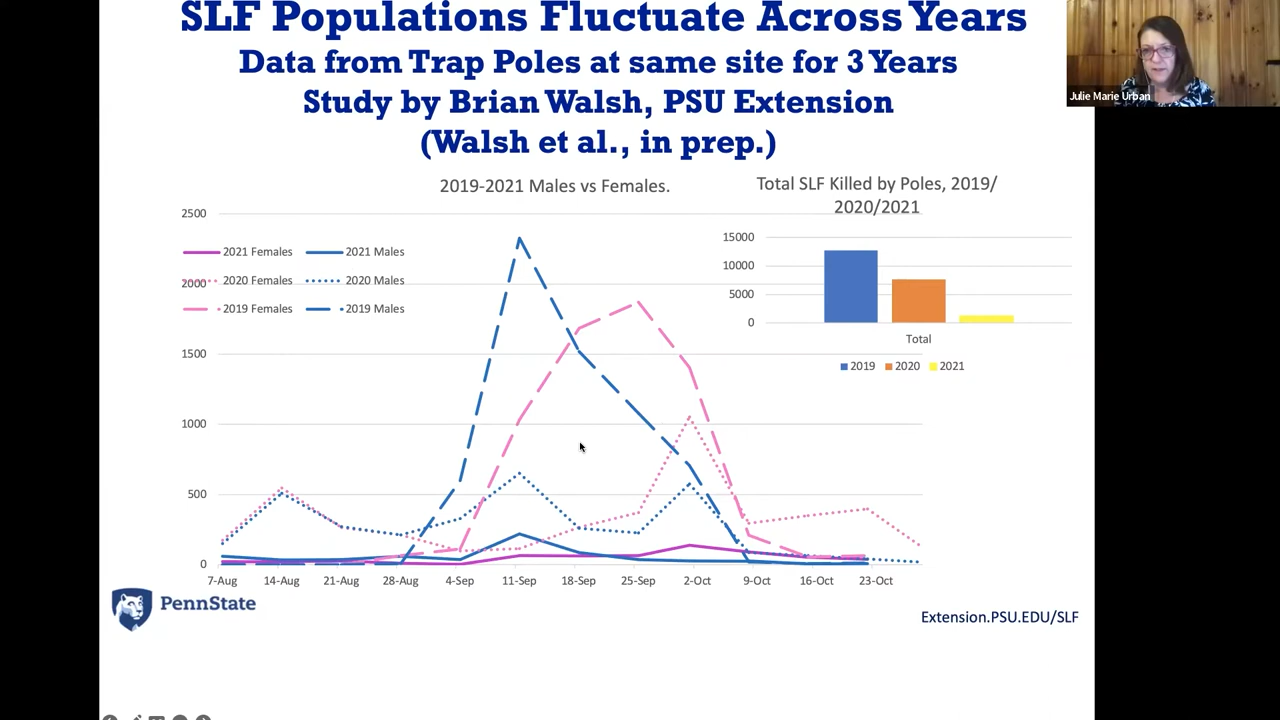 SLF Populations Fluctuate Across Years
Data from Trap Poles at same site for 3 Years
Study by Brian Walsh, PSU Extension
(Walsh et al., in prep.)
Julie Marie Urban
2019-2021 Males vs Females.
2500
2000
1500
1000
500
0
2021 Females
2021 Males
2020 Females
2020 Males
2019 Females
2019 Males
7-Aug 14-Aug 21-Aug 28-Aug 4-Sep 11-Sep 18-Sep 25-Sep 2-Oct 9-Oct 16-Oct 23-Oct
Total SLF Killed by Poles, 2019/
2020/2021
15000
10000
5000
0
Total
2019 2020 2021
PennState
Extension.PSU.EDU/SLF